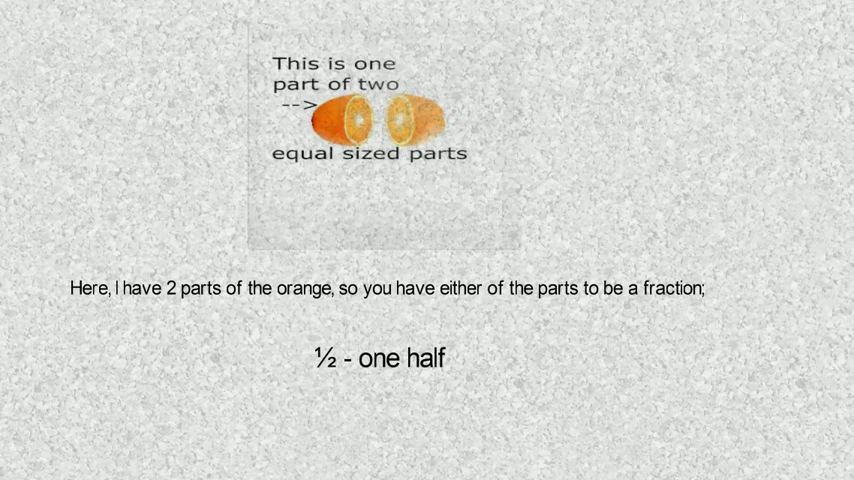 This is one
part of two
-->
equal sized parts
Here, I have 2 parts of the orange, so you have either of the parts to be a fraction;
½ - one half